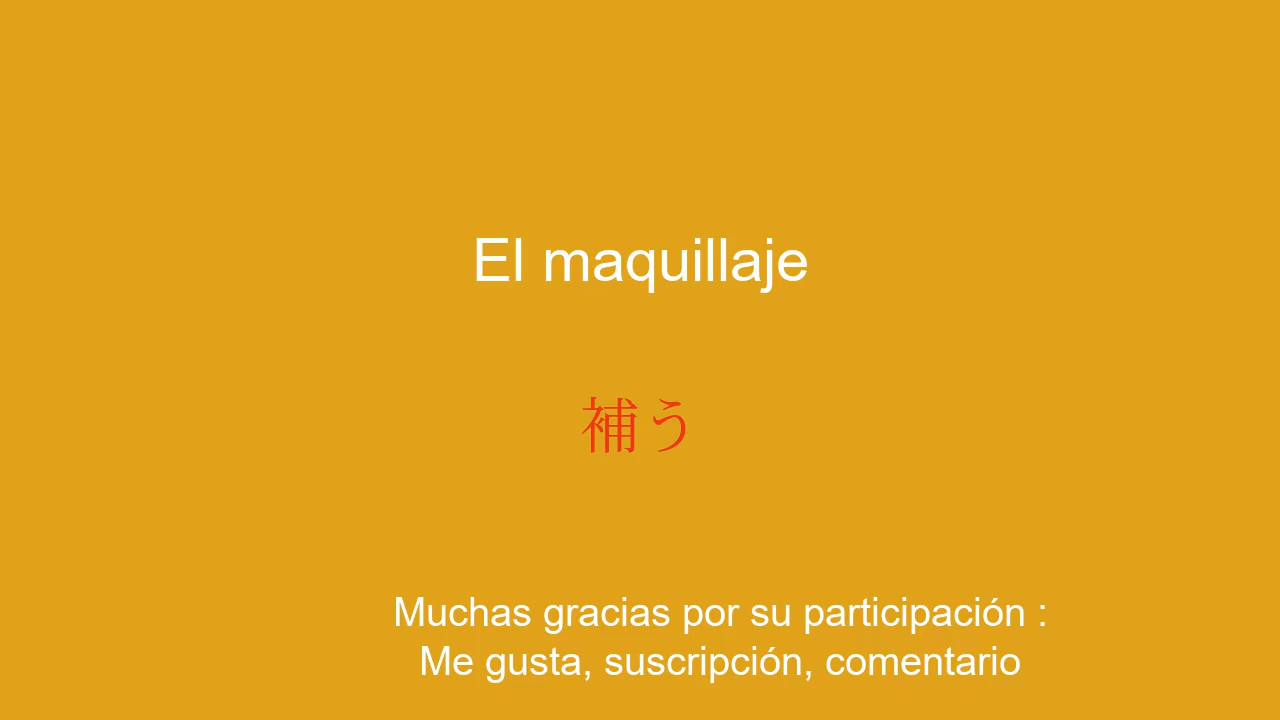 El maquillaje
補う
Muchas gracias por su participación :
Me gusta, suscripción, comentario